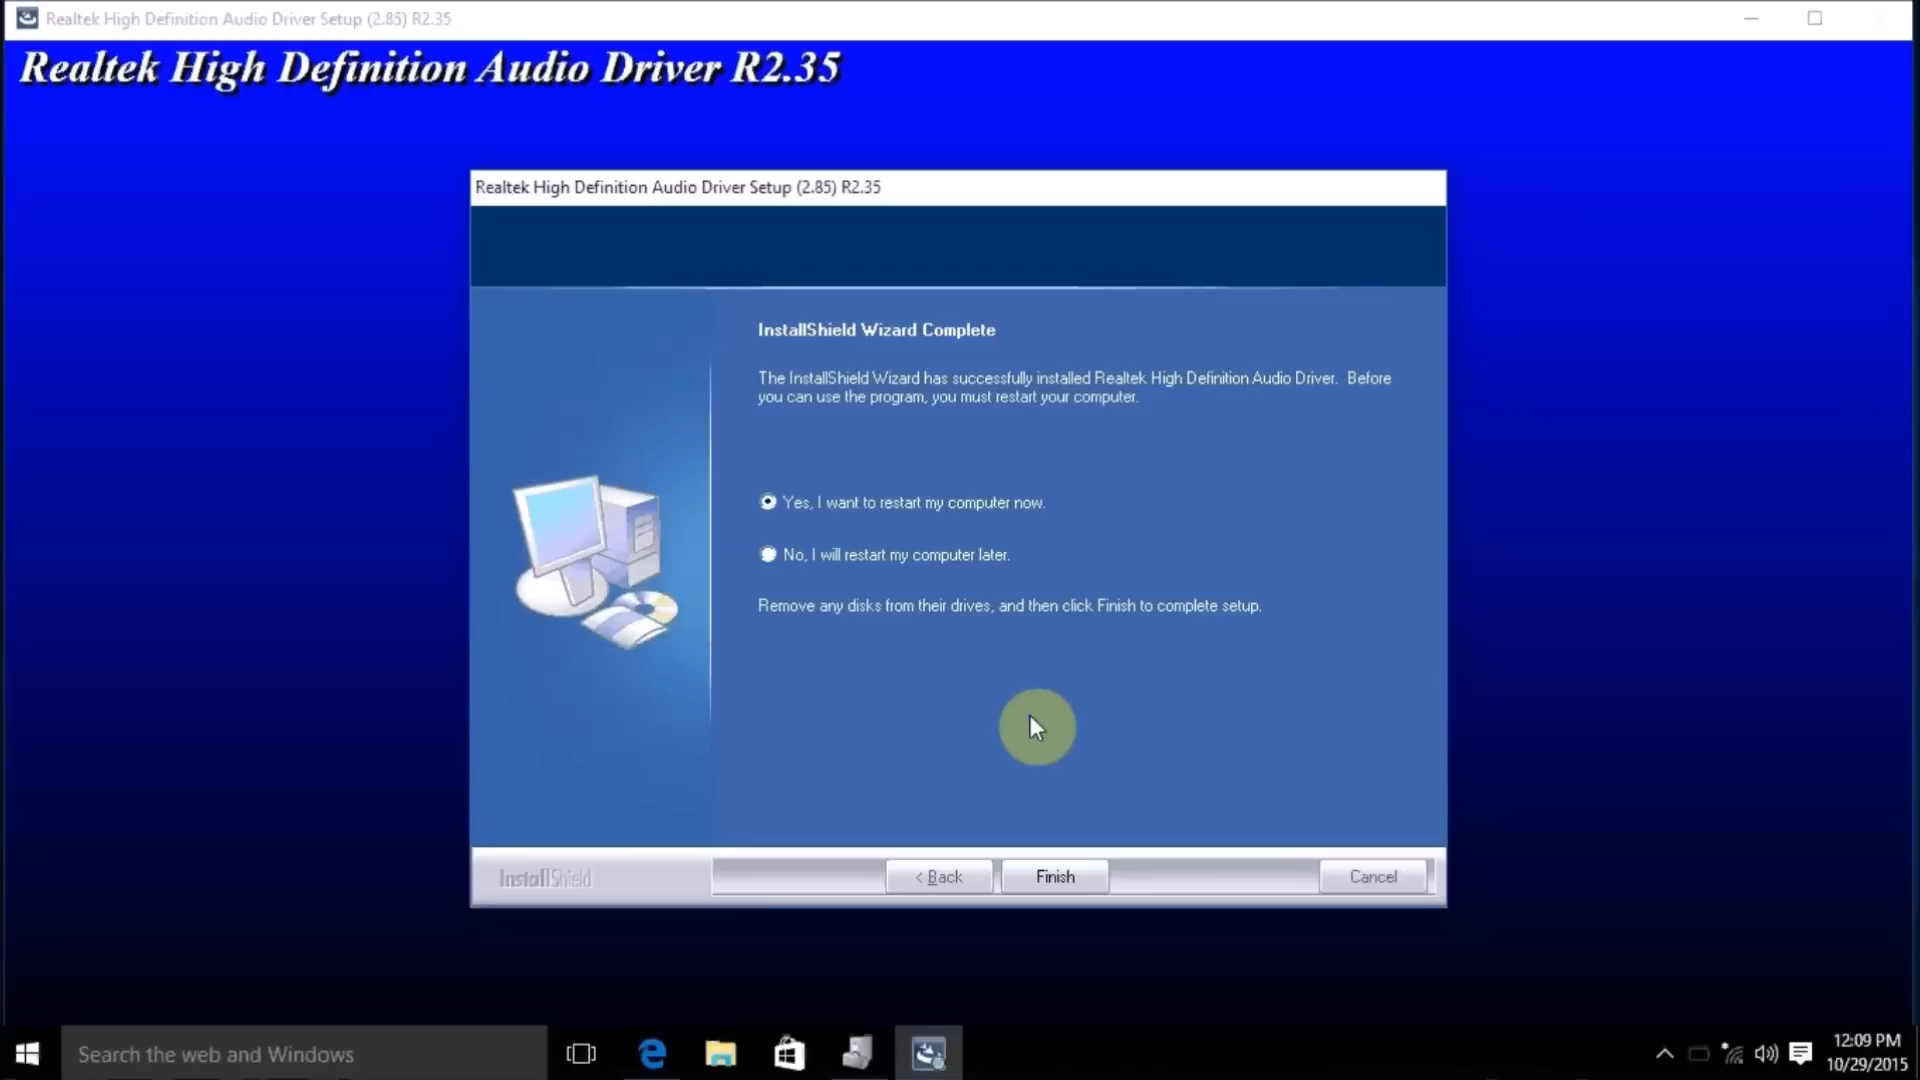 Realtek High Definition Audio Driver Setup (2.85) R2.35
Realtek High Definition Audio Driver R2.35
Realtek High Definition Audio Driver Setup (2.85) R2.35
InstallShield Wizard Complete
The InstallShield Wizard has successfully installed Realtek High Definition Audio Driver. Before
you can use the program, you must restart your computer.
Yes, I want to restart my computer now.
No, I will restart my computer later.
Remove any disks from their drives, and then click Finish to complete setup.
InstallShield
< Back
Finish
Cancel
Search the web and Windows
12:09 PM
10/29/2015